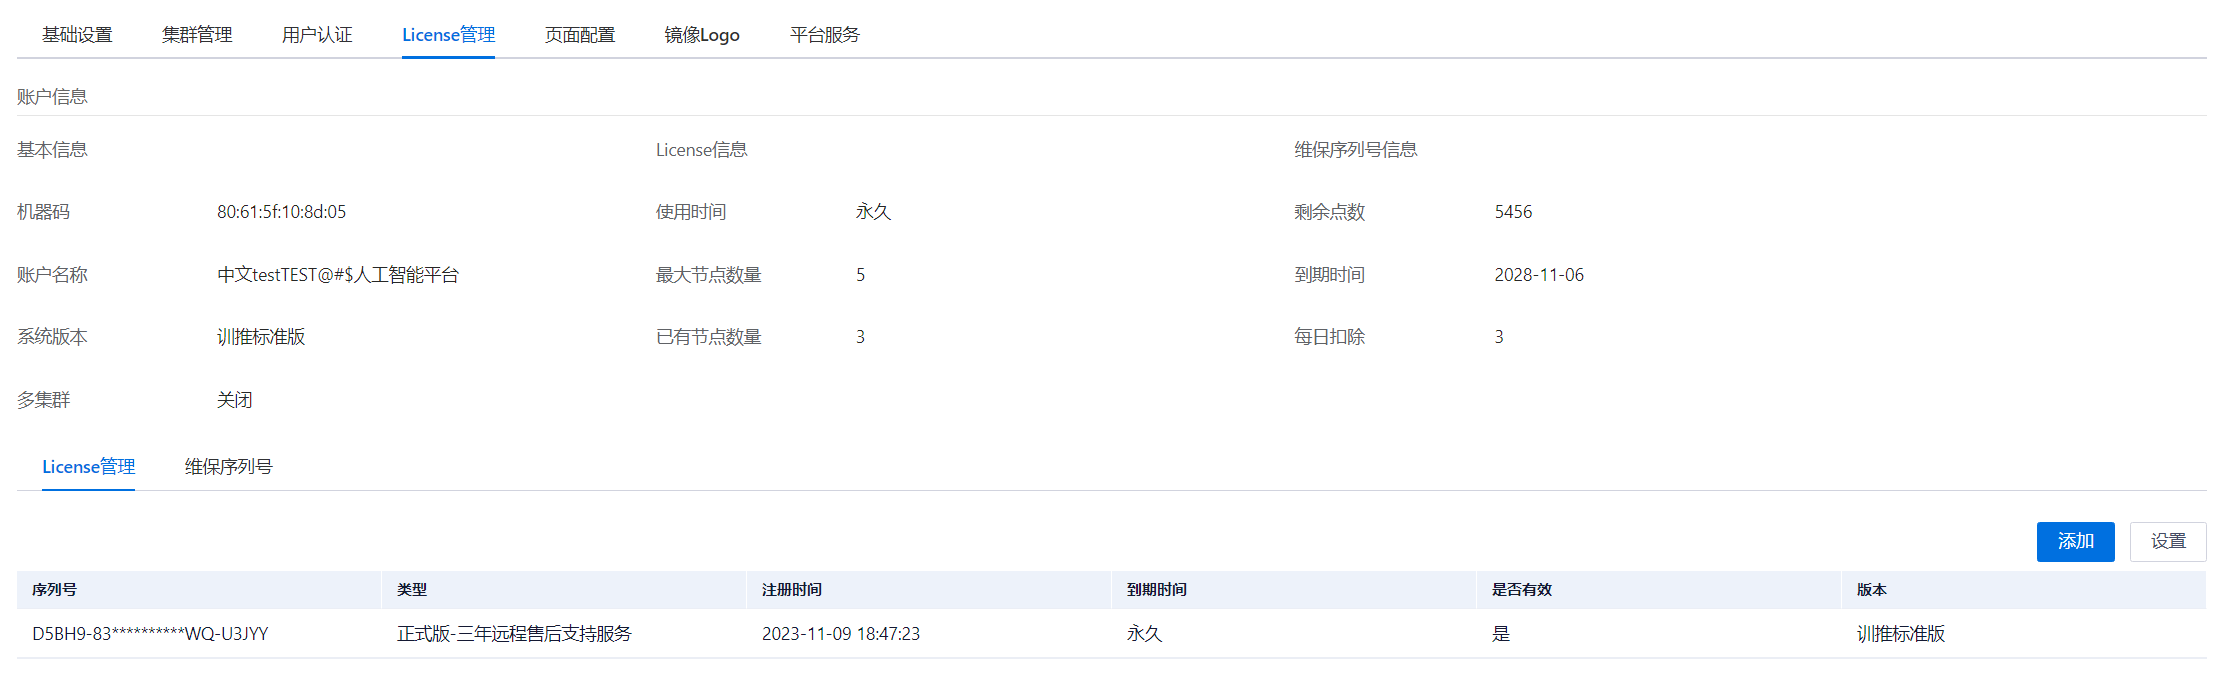 基础设置 集群管理 用户认证 License管理 页面配置 镜像Logo 平台服务
账户信息
基本信息 License信息 维保序列号信息
机器码 80:61:5f:10:8d:05 使用时间 永久 剩余点数 5456
账户名称 中文testTEST@#$人工智能平台 最大节点数量 5 到期时间 2028-11-06
系统版本 训推标准版 已有节点数量 3 每日扣除 3
多集群 关闭
License管理 维保序列号
添加 设置
序列号 类型 注册时间 到期时间 是否有效 版本
D5BH9-83**********WQ-U3JYY 正式版-三年远程售后支持服务 2023-11-09 18:47:23 永久 是 训推标准版